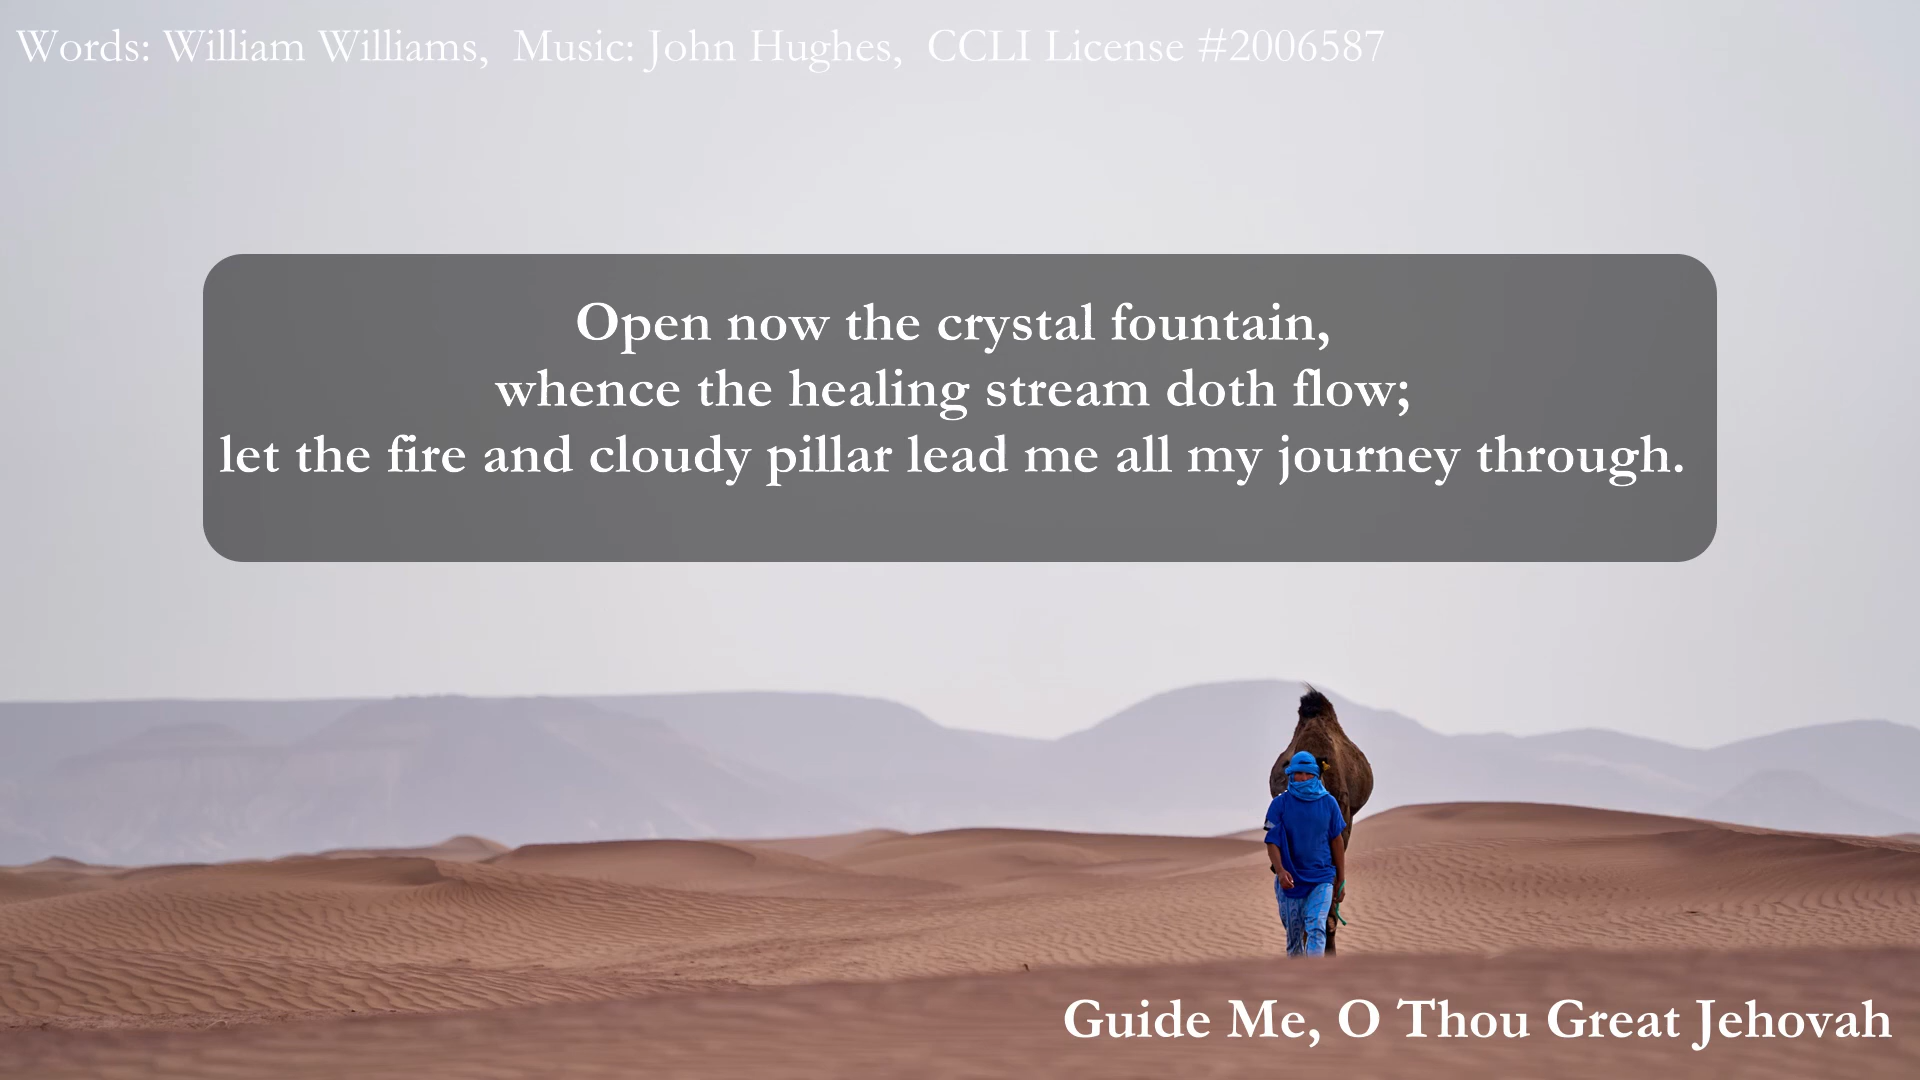 Words: William Williams,  Music: John Hughes,  CCLI License #2006587
Open now the crystal fountain,
whence the healing stream doth flow;
let the fire and cloudy pillar lead me all my journey through.
Guide Me, O Thou Great Jehovah